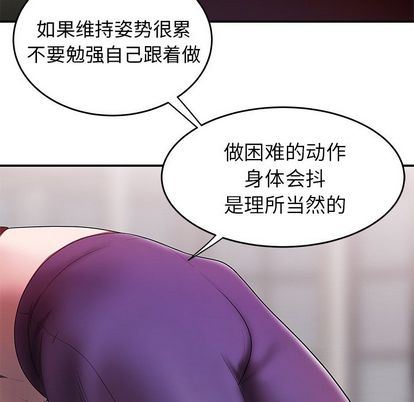 如果维持姿势很累
不要勉强自己跟着做
做困难的动作
身体会抖
是理所当然的